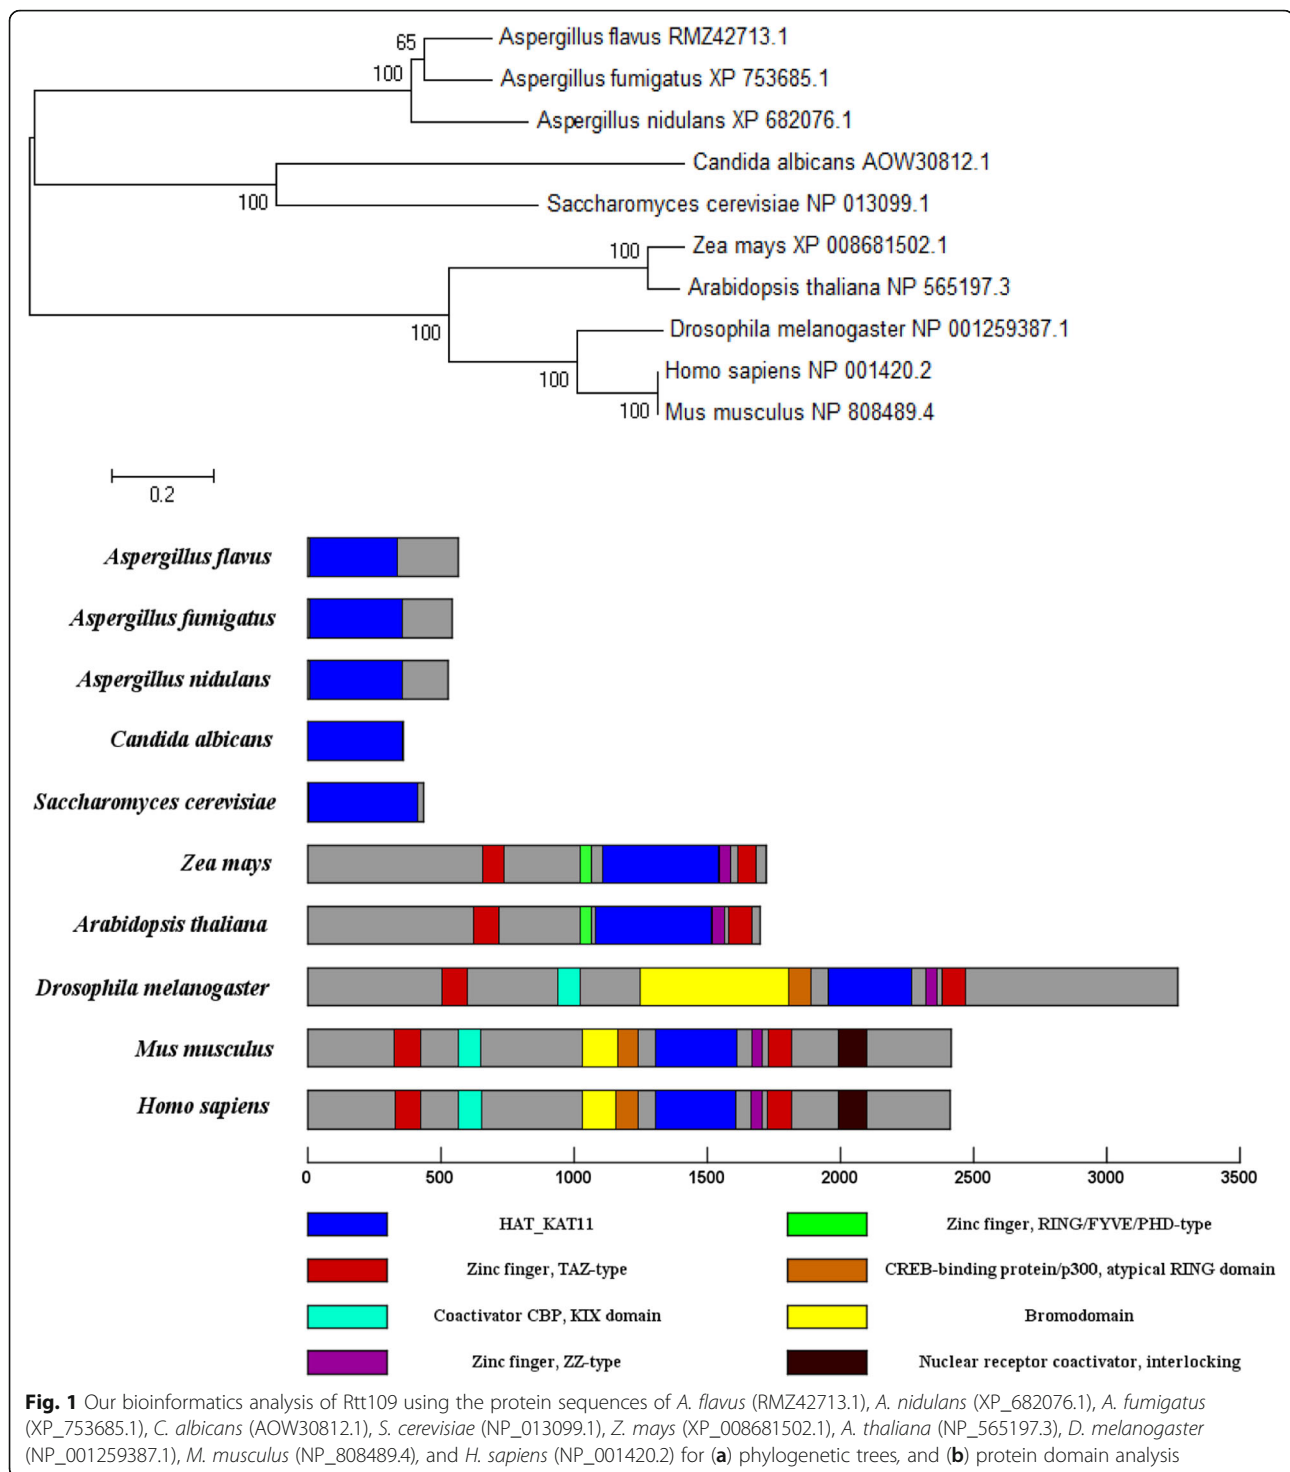 Aspergillus flavus RMZ42713.1
65
100
Aspergillus fumigatus XP 753685.1
Aspergillus nidulans XP 682076.1
Candida albicans AOW30812.1
100
Saccharomyces cerevisiae NP 013099.1
Zea mays XP 008681502.1
100
Arabidopsis thaliana NP 565197.3
100
Drosophila melanogaster NP 001259387.1
100
Homo sapiens NP 001420.2
100
Mus musculus NP 808489.4
0.2
Aspergillus flavus
Aspergillus fumigatus
Aspergillus nidulans
Candida albicans
Saccharomyces cerevisiae
Zea mays
Arabidopsis thaliana
Drosophila melanogaster
Mus musculus
Homo sapiens
0 500 1000 1500 2000 2500 3000 3500
HAT_KAT11
Zinc finger, RING/FYVE/PHD-type
Zinc finger, TAZ-type
CREB-binding protein/p300, atypical RING domain
Coactivator CBP, KIX domain
Bromodomain
Zinc finger, ZZ-type
Nuclear receptor coactivator, interlocking
Fig. 1 Our bioinformatics analysis of Rtt109 using the protein sequences of A. flavus (RMZ42713.1), A. nidulans (XP_682076.1), A. fumigatus
(XP_753685.1), C. albicans (AOW30812.1), S. cerevisiae (NP_013099.1), Z. mays (XP_008681502.1), A. thaliana (NP_565197.3), D. melanogaster
(NP_001259387.1), M. musculus (NP_808489.4), and H. sapiens (NP_001420.2) for (a) phylogenetic trees, and (b) protein domain analysis